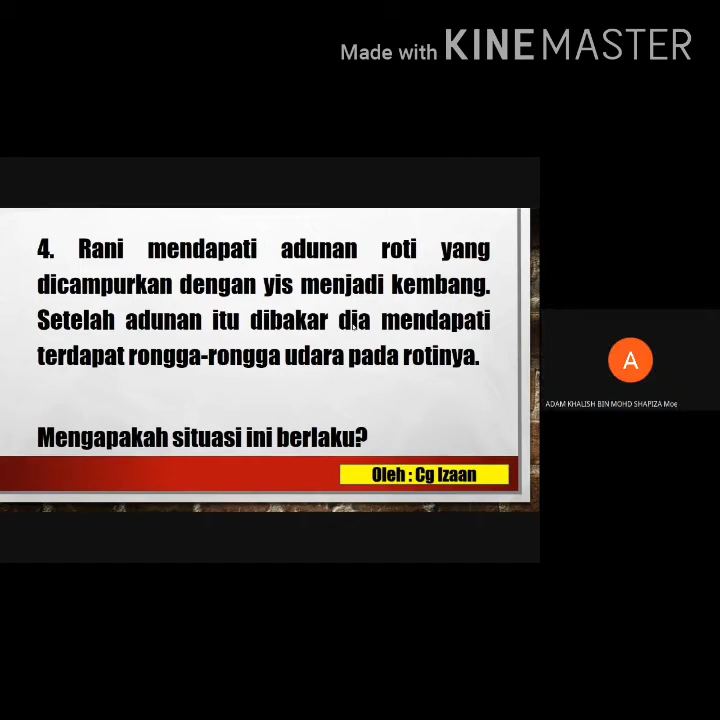 Made with KINEMASTER
4. Rani mendapati adunan roti yang
dicampurkan dengan yis menjadi kembang.
Setelah adunan itu dibakar dia mendapati
terdapat rongga-rongga udara pada rotinya.
Mengapakah situasi ini berlaku?
Oleh : Cg Izaan
A
ADAM KHALISH BIN MOHD SHAPIZA Moe